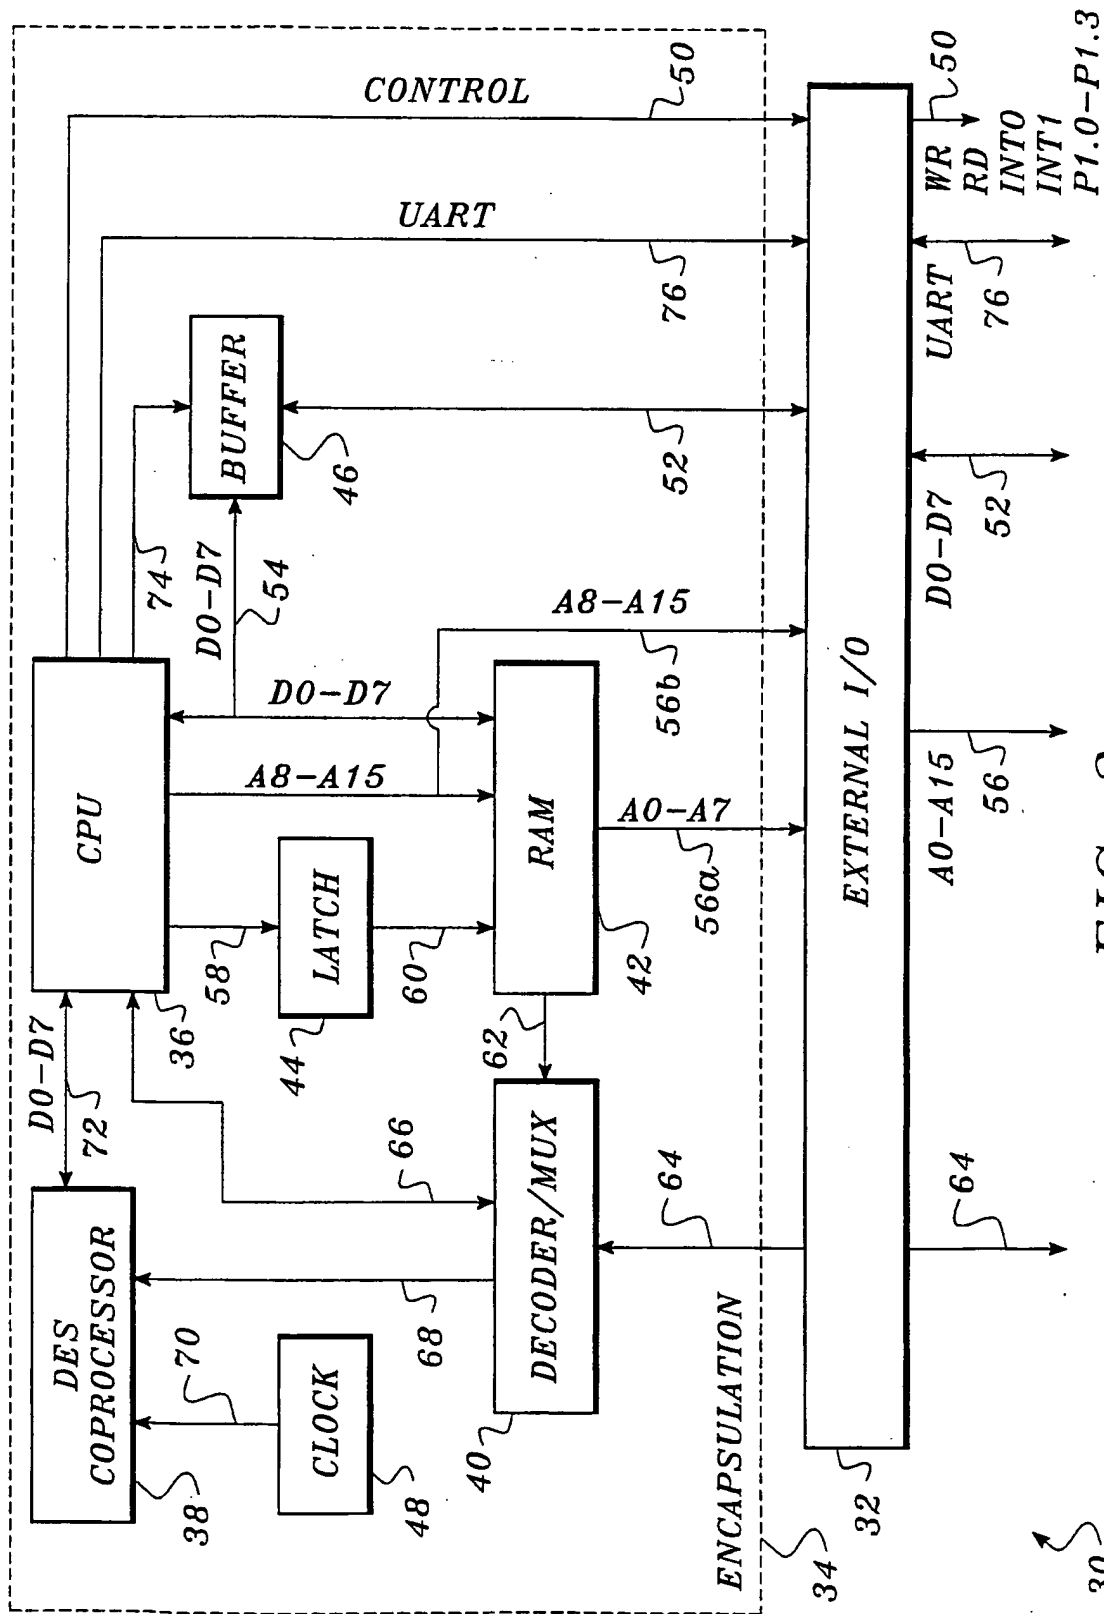 DES
COPROCESSOR
38
D0-D7
72
CPU
36
CONTROL
50
UART
76
74
BUFFER
46
D0-D7
54
70
CLOCK
48
68
66
58
LATCH
44
60
A8-A15
D0-D7
A8-A15
56b
52
DECODER/MUX
40
62
RAM
42
A0-A7
56a
64
ENCAPSULATION
34
EXTERNAL I/O
32
64
A0-A15
56
D0-D7
52
UART
76
WR
RD
INT0
INT1
P1.0-P1.3
50
30
FIG.